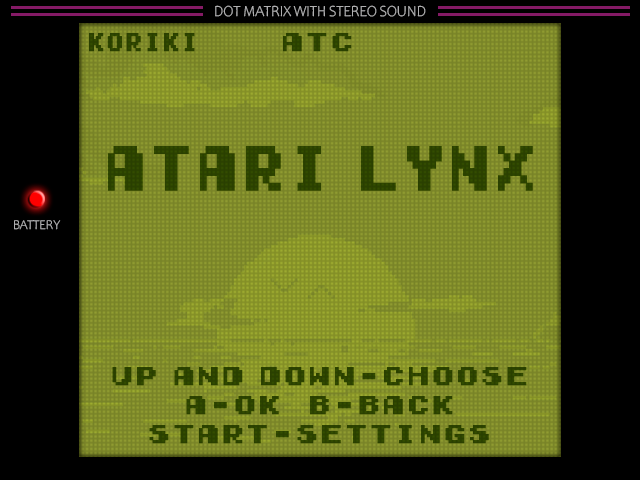 DOT MATRIX WITH STEREO SOUND
KORIKI ATC
ATARI LYNX
BATTERY
UP AND DOWN-CHOOSE
A-OK B-BACK
START-SETTINGS